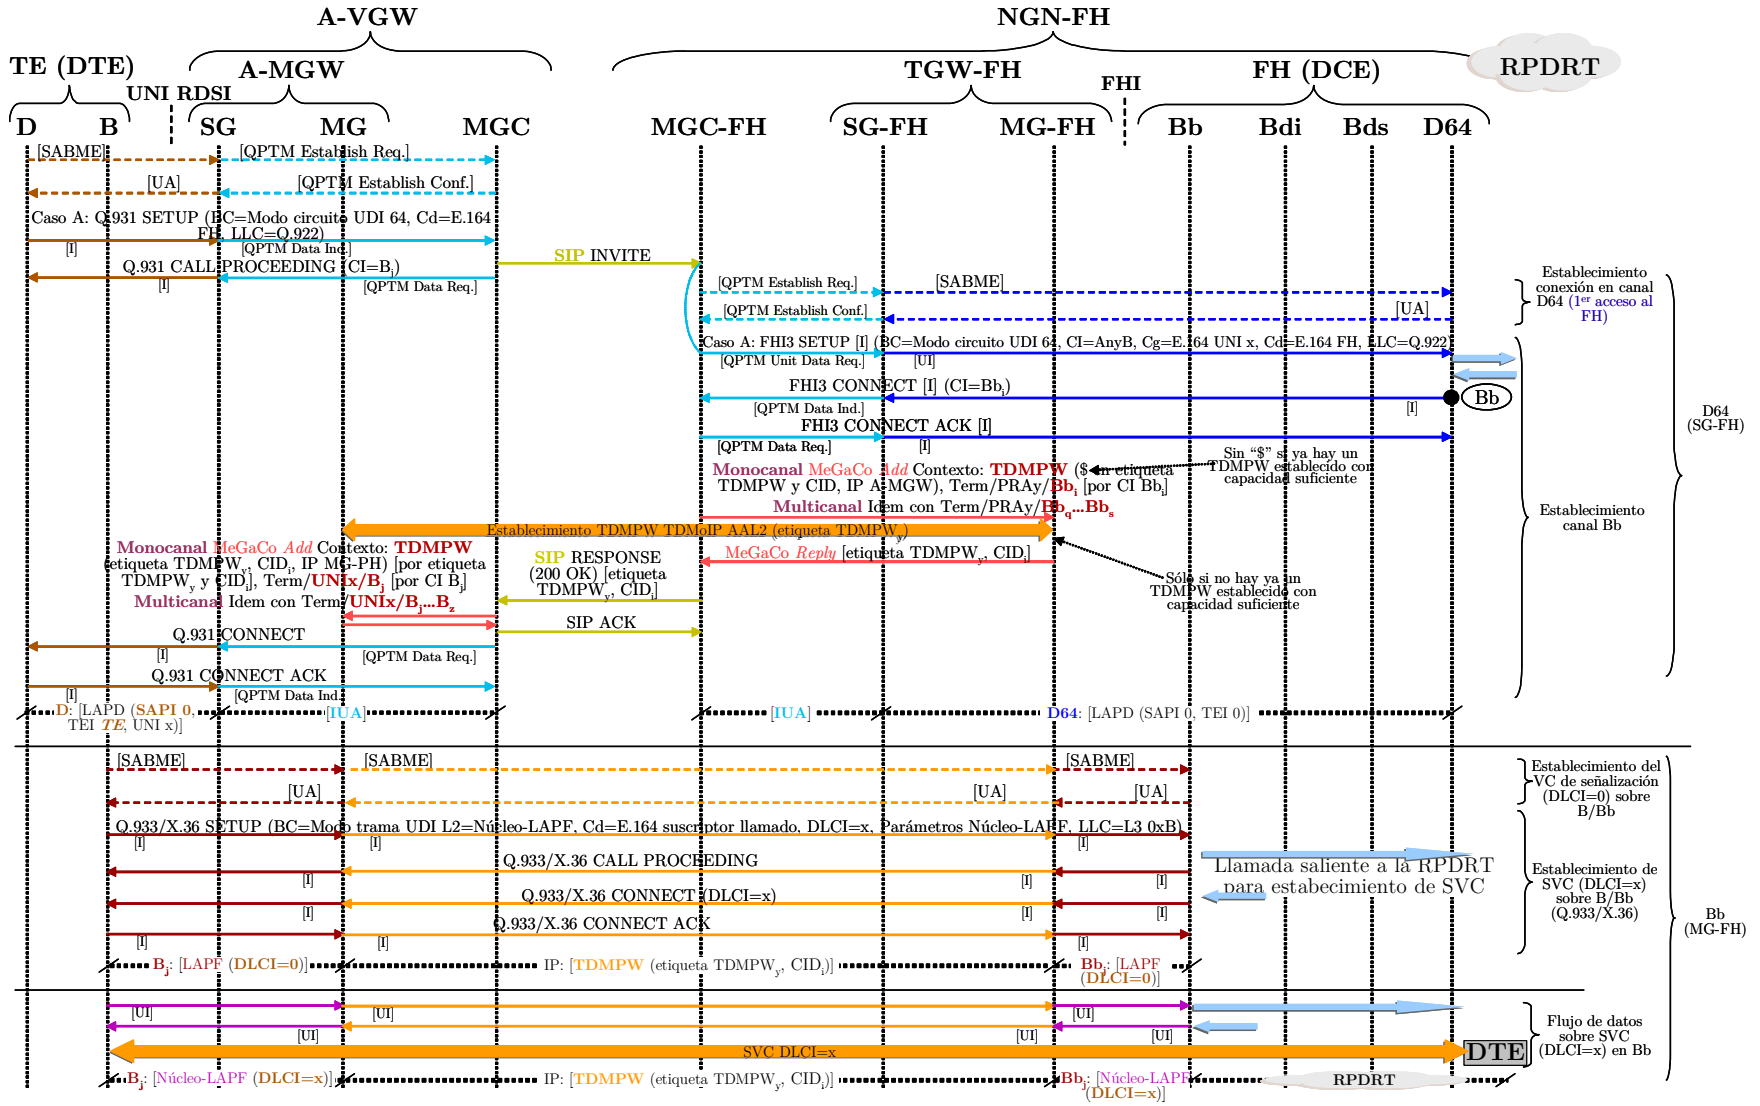 A-VGW
NGN-FH
TE (DTE)
A-MGW
TGW-FH
FH (DCE)
RPDRT
UNI RDSI
FHI
D
B
SG
MG
MGC
MGC-FH
SG-FH
MG-FH
Bb
Bdi
Bds
D64
[SABME]
[QPTM Establish Req.]
[UA]
[QPTM Establish Conf.]
Caso A: Q.931 SETUP (BC=Modo circuito UDI 64, Cd=E.164
FH, LLC=Q.922)
[I]
[QPTM Data Ind.]
SIP INVITE
Q.931 CALL PROCEEDING (CI=Bj)
[I]
[QPTM Data Req.]
[QPTM Establish Req.]
[SABME]
[QPTM Establish Conf.]
[UA]
Establecimiento
conexión en canal
D64 (1er acceso al
FH)
Caso A: FHI3 SETUP [I] (BC=Modo circuito UDI 64, CI=AnyB, Cg=E.164 UNI x, Cd=E.164 FH, LLC=Q.922
[QPTM Unit Data Req.]
[UI]
FHI3 CONNECT [I] (CI=Bbi)
Bb
[QPTM Data Ind.]
[I]
FHI3 CONNECT ACK [I]
[QPTM Data Req.]
[I]
D64
(SG-FH)
Monocanal MeGaCo Add Contexto: TDMPW ($ en etiqueta
TDMPW y CID, IP A-MGW), Term/PRAy/Bbi [por CI Bbi]
Multicanal Idem con Term/PRAy/Bbq...Bbs
Sin “$” si ya hay un
TDMPW establecido con
capacidad suficiente
Establecimiento
canal Bb
Establecimiento TDMPW TDMoIP AAL2 (etiqueta TDMPWy)
Monocanal MeGaCo Add Contexto: TDMPW
(etiqueta TDMPWy, CIDi, IP MG-PH) [por etiqueta
TDMPWy y CIDi], Term/UNIx/Bj [por CI Bj]
Multicanal Idem con Term/UNIx/Bj...Bz
SIP RESPONSE
(200 OK) [etiqueta
TDMPWy, CIDi]
MeGaCo Reply [etiqueta TDMPWy, CIDi]
Sólo si no hay ya un
TDMPW establecido con
capacidad suficiente
SIP ACK
Q.931 CONNECT
[I]
[QPTM Data Req.]
Q.931 CONNECT ACK
[I]
[QPTM Data Ind.
D: [LAPD (SAPI 0,
TEI TE, UNI x)]
[IUA]
[IUA]
D64: [LAPD (SAPI 0, TEI 0)]
[SABME]
[SABME]
[SABME]
[UA]
[UA]
[UA]
Establecimiento del
VC de señalización
(DLCI=0) sobre
B/Bb
Q.933/X.36 SETUP (BC=Modo trama UDI L2=Núcleo-LAPF, Cd=E.164 suscriptor llamado, DLCI=x, Parámetros Núcleo-LAPF, LLC=L3 0xB)
[I]
[I]
[I]
Q.933/X.36 CALL PROCEEDING
[I]
[I]
[I]
Llamada saliente a la RPDRT
para estabecimiento de SVC
Q.933/X.36 CONNECT (DLCI=x)
[I]
[I]
[I]
Q.933/X.36 CONNECT ACK
[I]
[I]
[I]
Establecimiento de
SVC (DLCI=x)
sobre B/Bb
(Q.933/X.36)
Bb
(MG-FH)
Bj: [LAPF (DLCI=0)]
IP: [TDMPW (etiqueta TDMPWy, CIDi)]
Bbi: [LAPF
(DLCI=0)]
[UI]
[UI]
[UI]
[UI]
[UI]
[UI]
Flujo de datos
sobre SVC
(DLCI=x) en Bb
SVC DLCI=x
DTE
Bj: [Núcleo-LAPF (DLCI=x)]
IP: [TDMPW (etiqueta TDMPWy, CIDi)]
Bbi: [Núcleo-LAPF
(DLCI=x)]
RPDRT